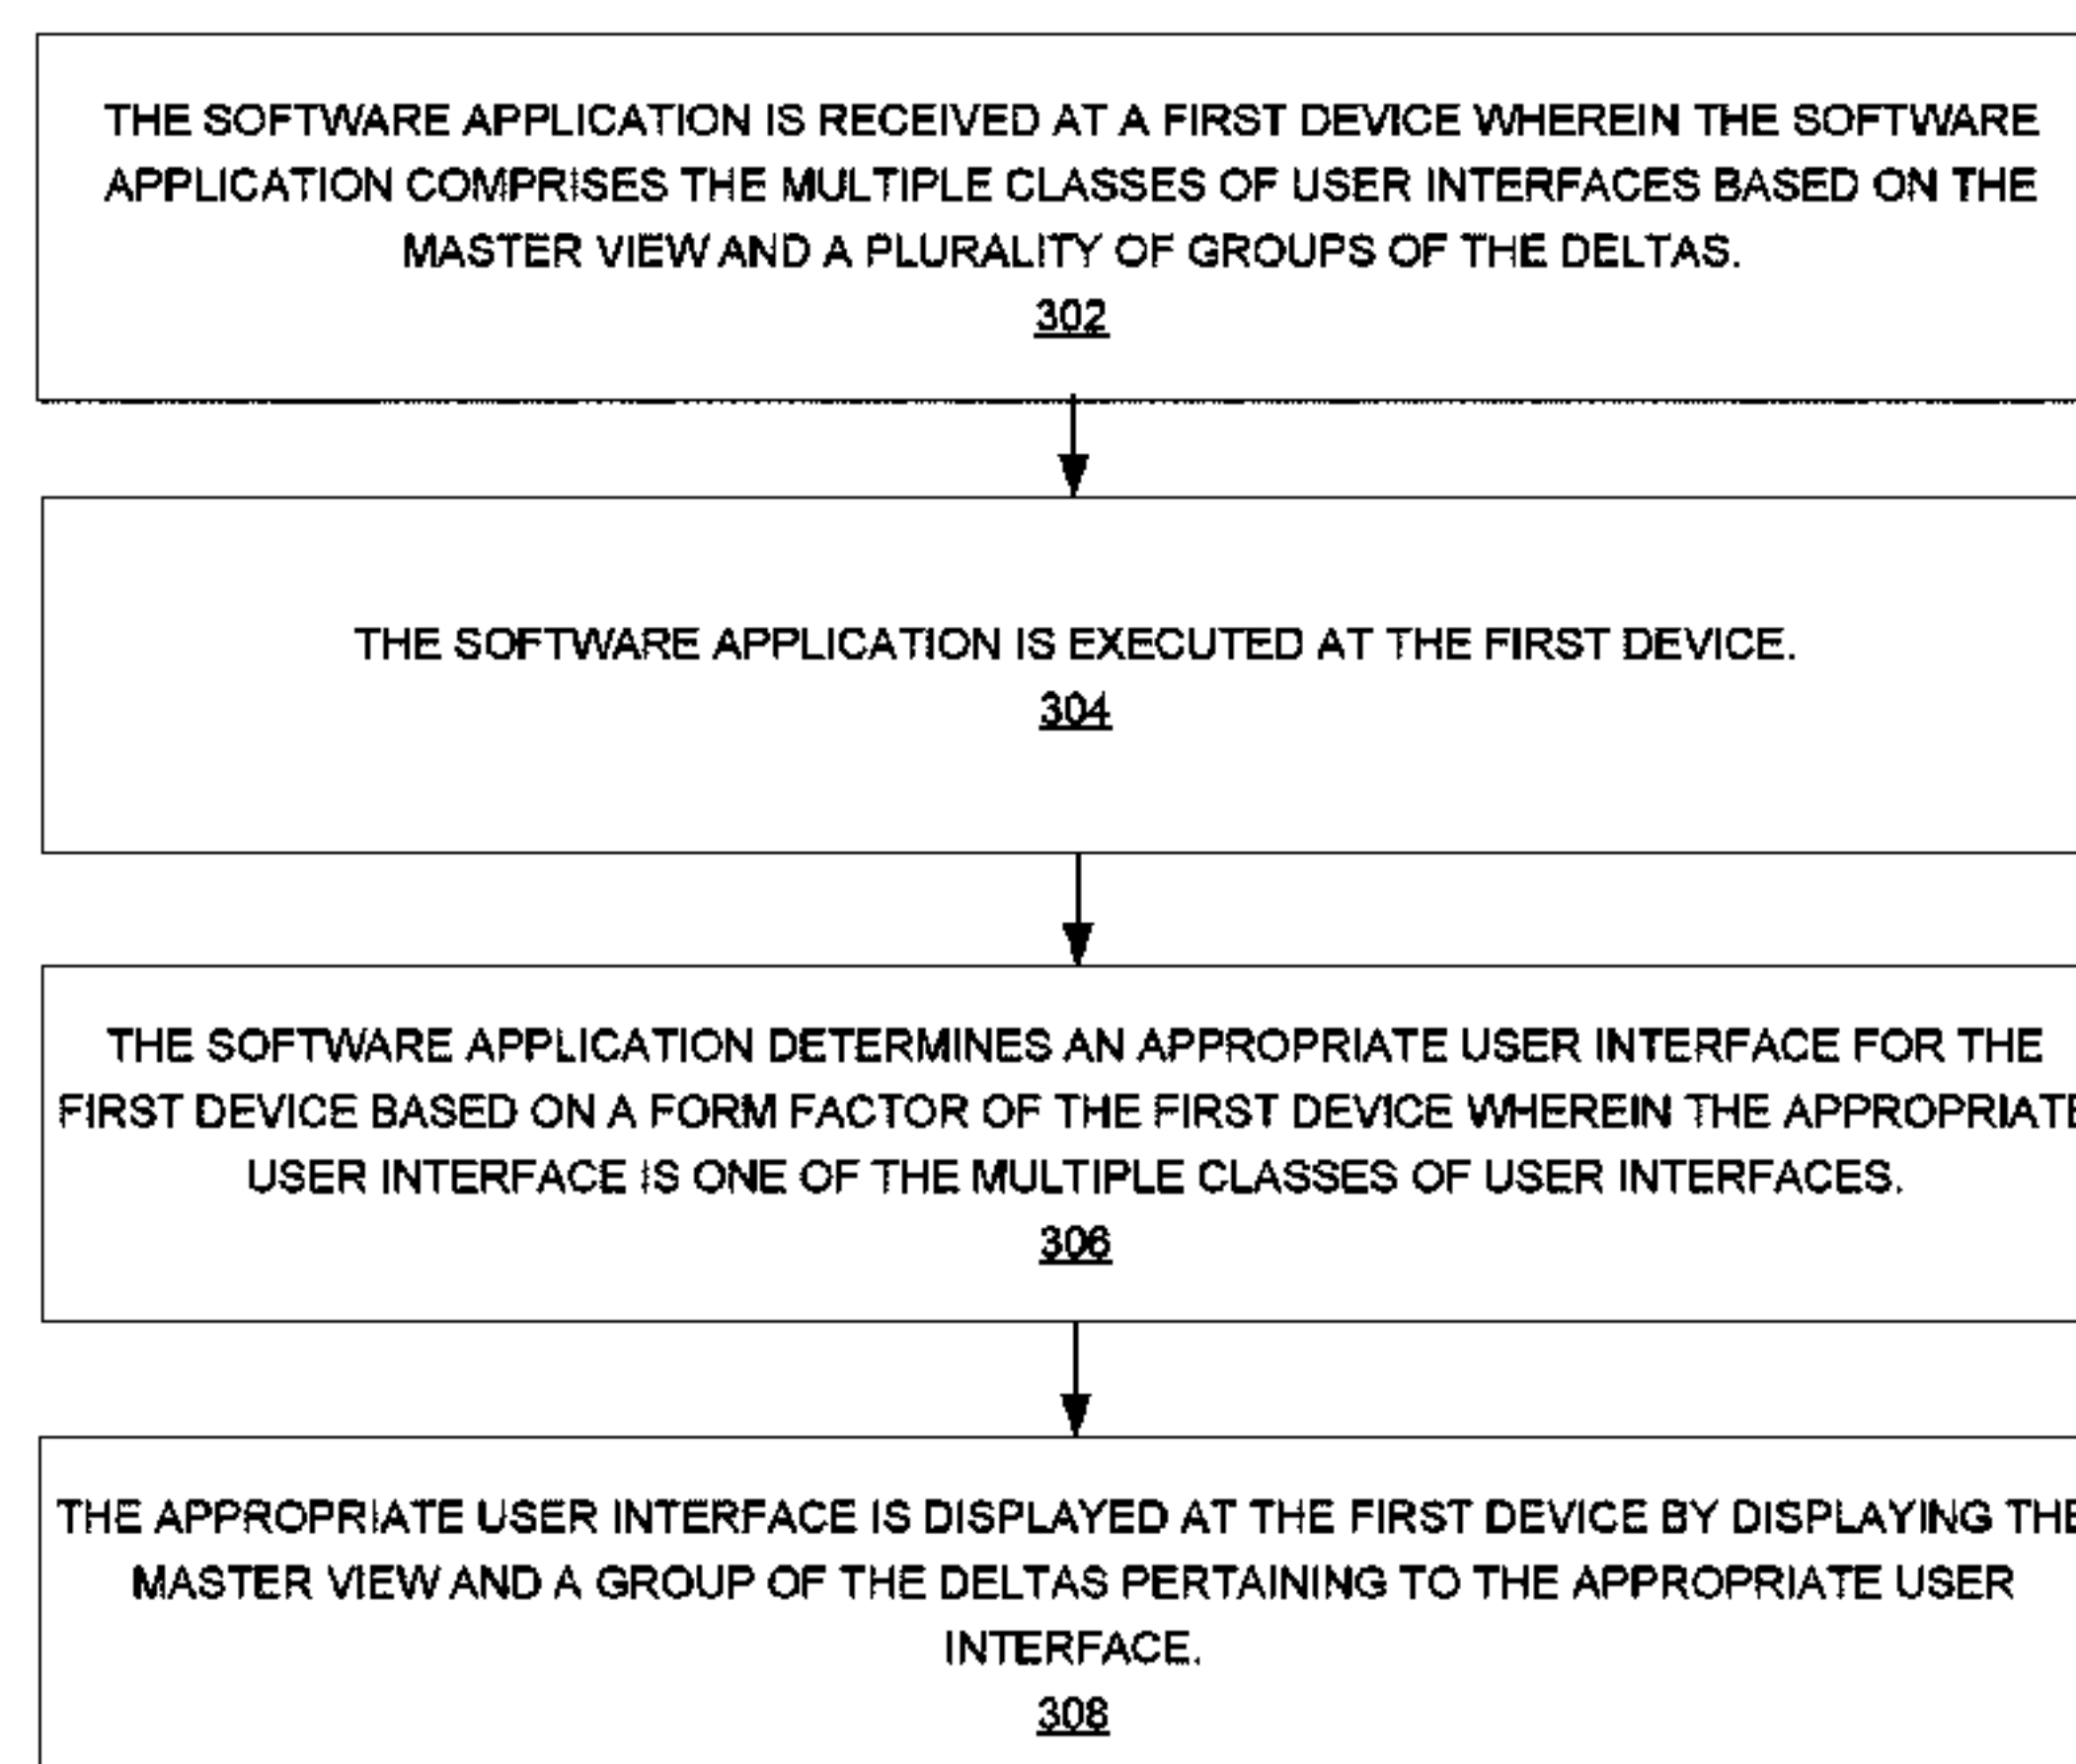 THE SOFTWARE APPLICATION IS RECEIVED AT A FIRST DEVICE WHEREIN THE SOFTWARE
APPLICATION COMPRISES THE MULTIPLE CLASSES OF USER INTERFACES BASED ON THE
MASTER VIEW AND A PLURALITY OF GROUPS OF THE DELTAS.
302
THE SOFTWARE APPLICATION IS EXECUTED AT THE FIRST DEVICE.
304
THE SOFTWARE APPLICATION DETERMINES AN APPROPRIATE USER INTERFACE FOR THE
FIRST DEVICE BASED ON A FORM FACTOR OF THE FIRST DEVICE WHEREIN THE APPROPRIATE
USER INTERFACE IS ONE OF THE MULTIPLE CLASSES OF USER INTERFACES.
306
THE APPROPRIATE USER INTERFACE IS DISPLAYED AT THE FIRST DEVICE BY DISPLAYING THE
MASTER VIEW AND A GROUP OF THE DELTAS PERTAINING TO THE APPROPRIATE USER
INTERFACE.
308